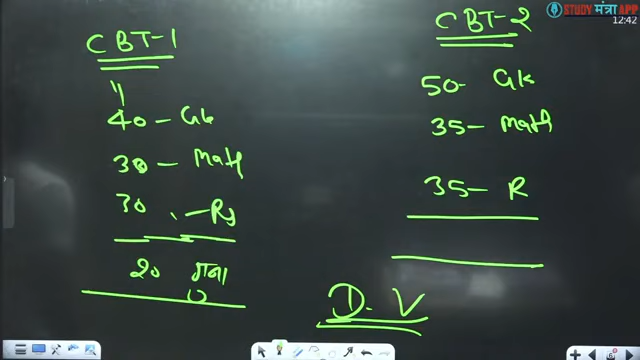 STUDY मंत्रा APP
12:42
CBT-1
40 - GK
30 - Math
30 - Rs
20
CBT-2
50- GK
35- Math
35- R
D. V